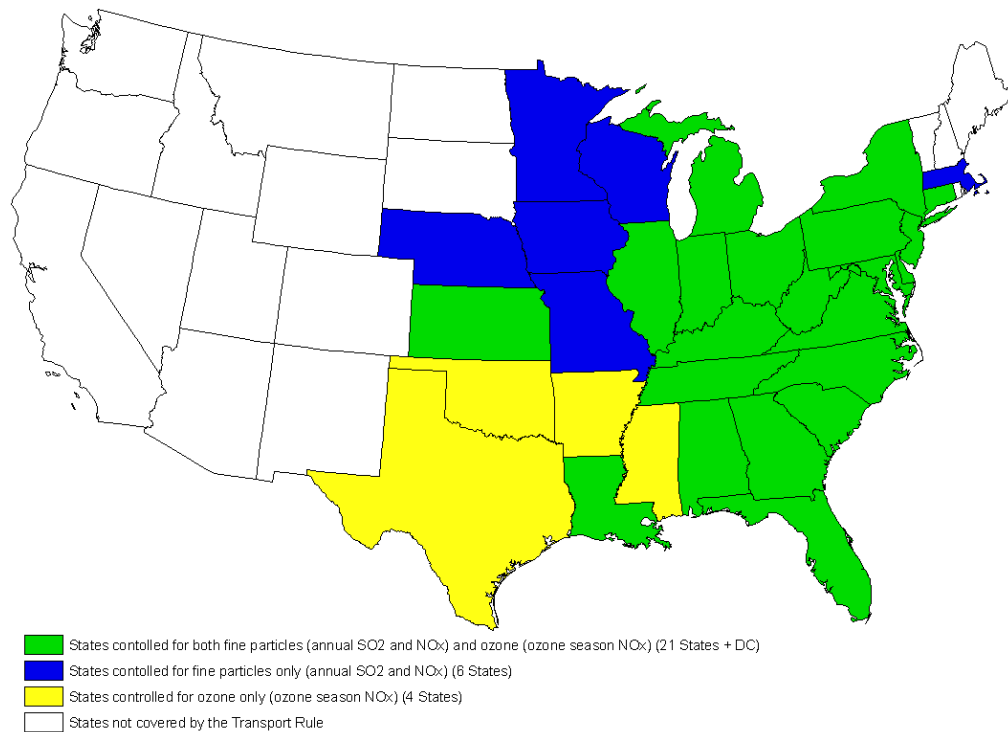 States contolled for both fine particles (annual SO2 and NOx) and ozone (ozone season NOx) (21 States + DC)
States contolled for fine particles only (annual SO2 and NOx) (6 States)
States controlled for ozone only (ozone season NOx) (4 States)
States not covered by the Transport Rule